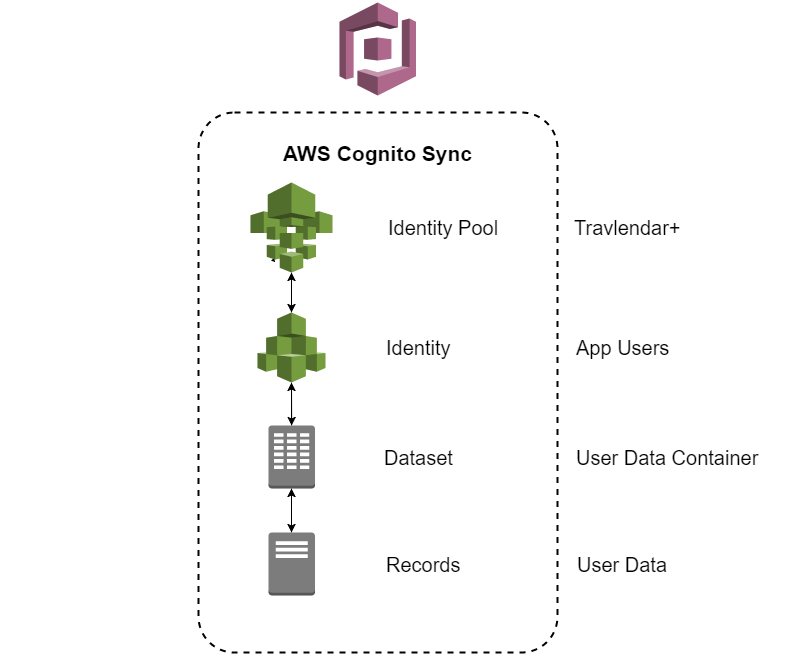 AWS Cognito Sync
Identity Pool Travlendar+
Identity App Users
Dataset User Data Container
Records User Data